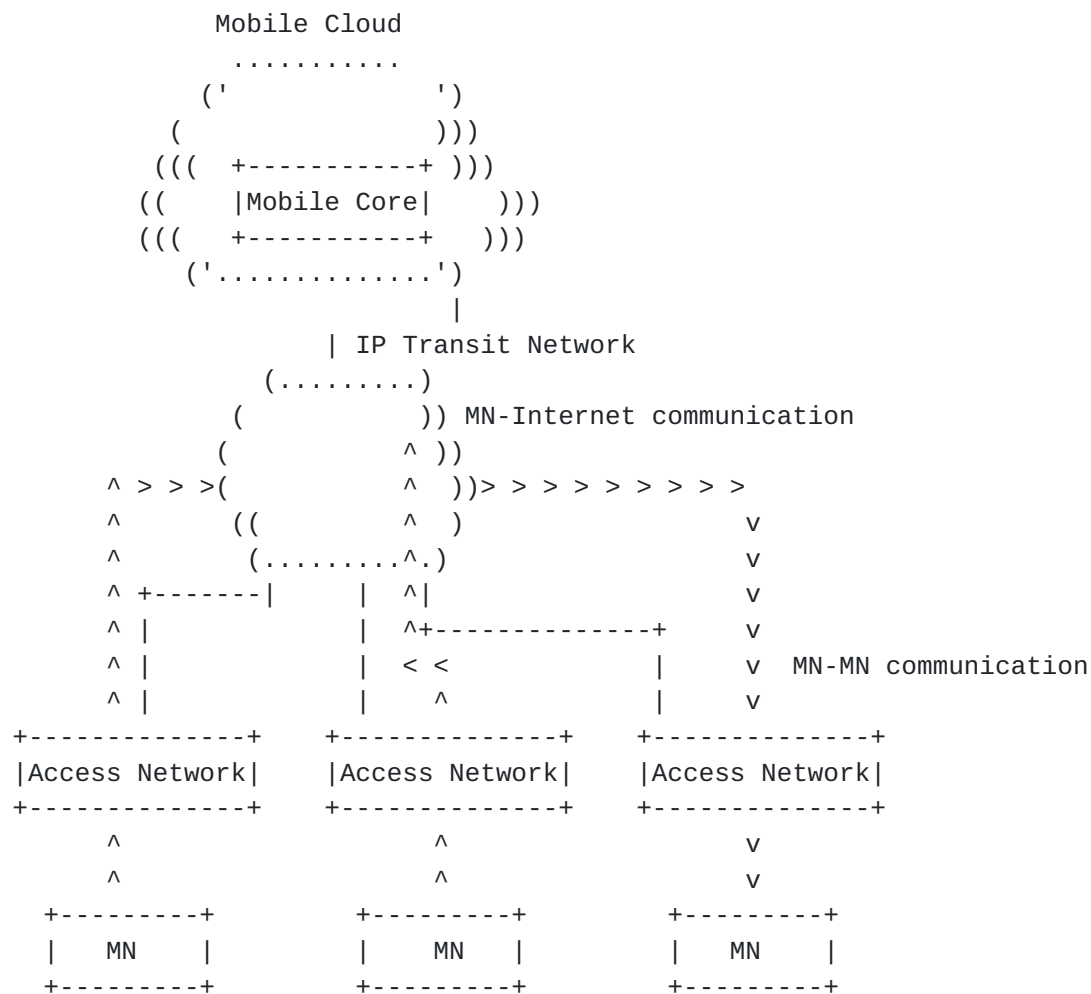 Mobile Cloud
Mobile Core
IP Transit Network
MN-Internet communication
MN-MN communication
Access Network Access Network Access Network
MN MN MN